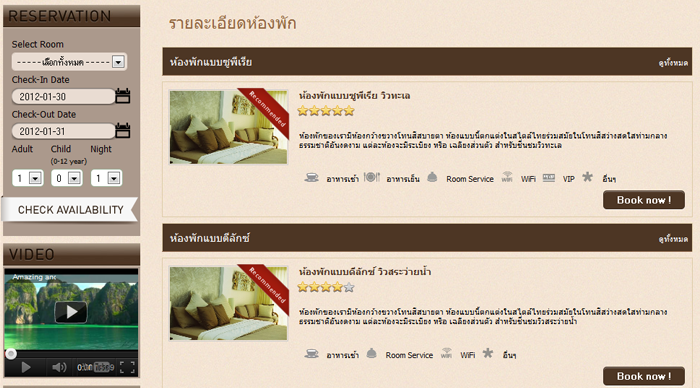 RESERVATION
Select Room
-----เลือกทั้งหมด-----
Check-In Date
2012-01-30
Check-Out Date
2012-01-31
Adult Child Night
(0-12 year)
1 0 1
CHECK AVAILABILITY
VIDEO
Amazing and
รายละเอียดห้องพัก
ห้องพักแบบซูพีเรีย ดูทั้งหมด
Recommended
ห้องพักแบบซูพีเรีย วิวทะเล
ห้องพักของเรามีห้องกว้างขวางโทนสีสบายตา ห้องแบบนี้ตกแต่งในสไตล์ไทยร่วมสมัยในโทนสีสว่างสดใสท่ามกลาง
ธรรมชาติอันงดงาม แต่ละห้องจะมีระเบียง หรือ เฉลียงส่วนตัว สำหรับชื่นชมวิวทะเล
อาหารเช้า อาหารเย็น Room Service WiFi VIP อื่นๆ
Book now !
ห้องพักแบบดีลักซ์ ดูทั้งหมด
Recommended
ห้องพักแบบดีลักซ์ วิวสระว่ายน้ำ
ห้องพักของเรามีห้องกว้างขวางโทนสีสบายตา ห้องแบบนี้ตกแต่งในสไตล์ไทยร่วมสมัยในโทนสีสว่างสดใสท่ามกลาง
ธรรมชาติอันงดงาม แต่ละห้องจะมีระเบียง หรือ เฉลียงส่วนตัว สำหรับชื่นชมวิวสระว่ายน้ำ
อาหารเช้า Room Service WiFi อื่นๆ
Book now !